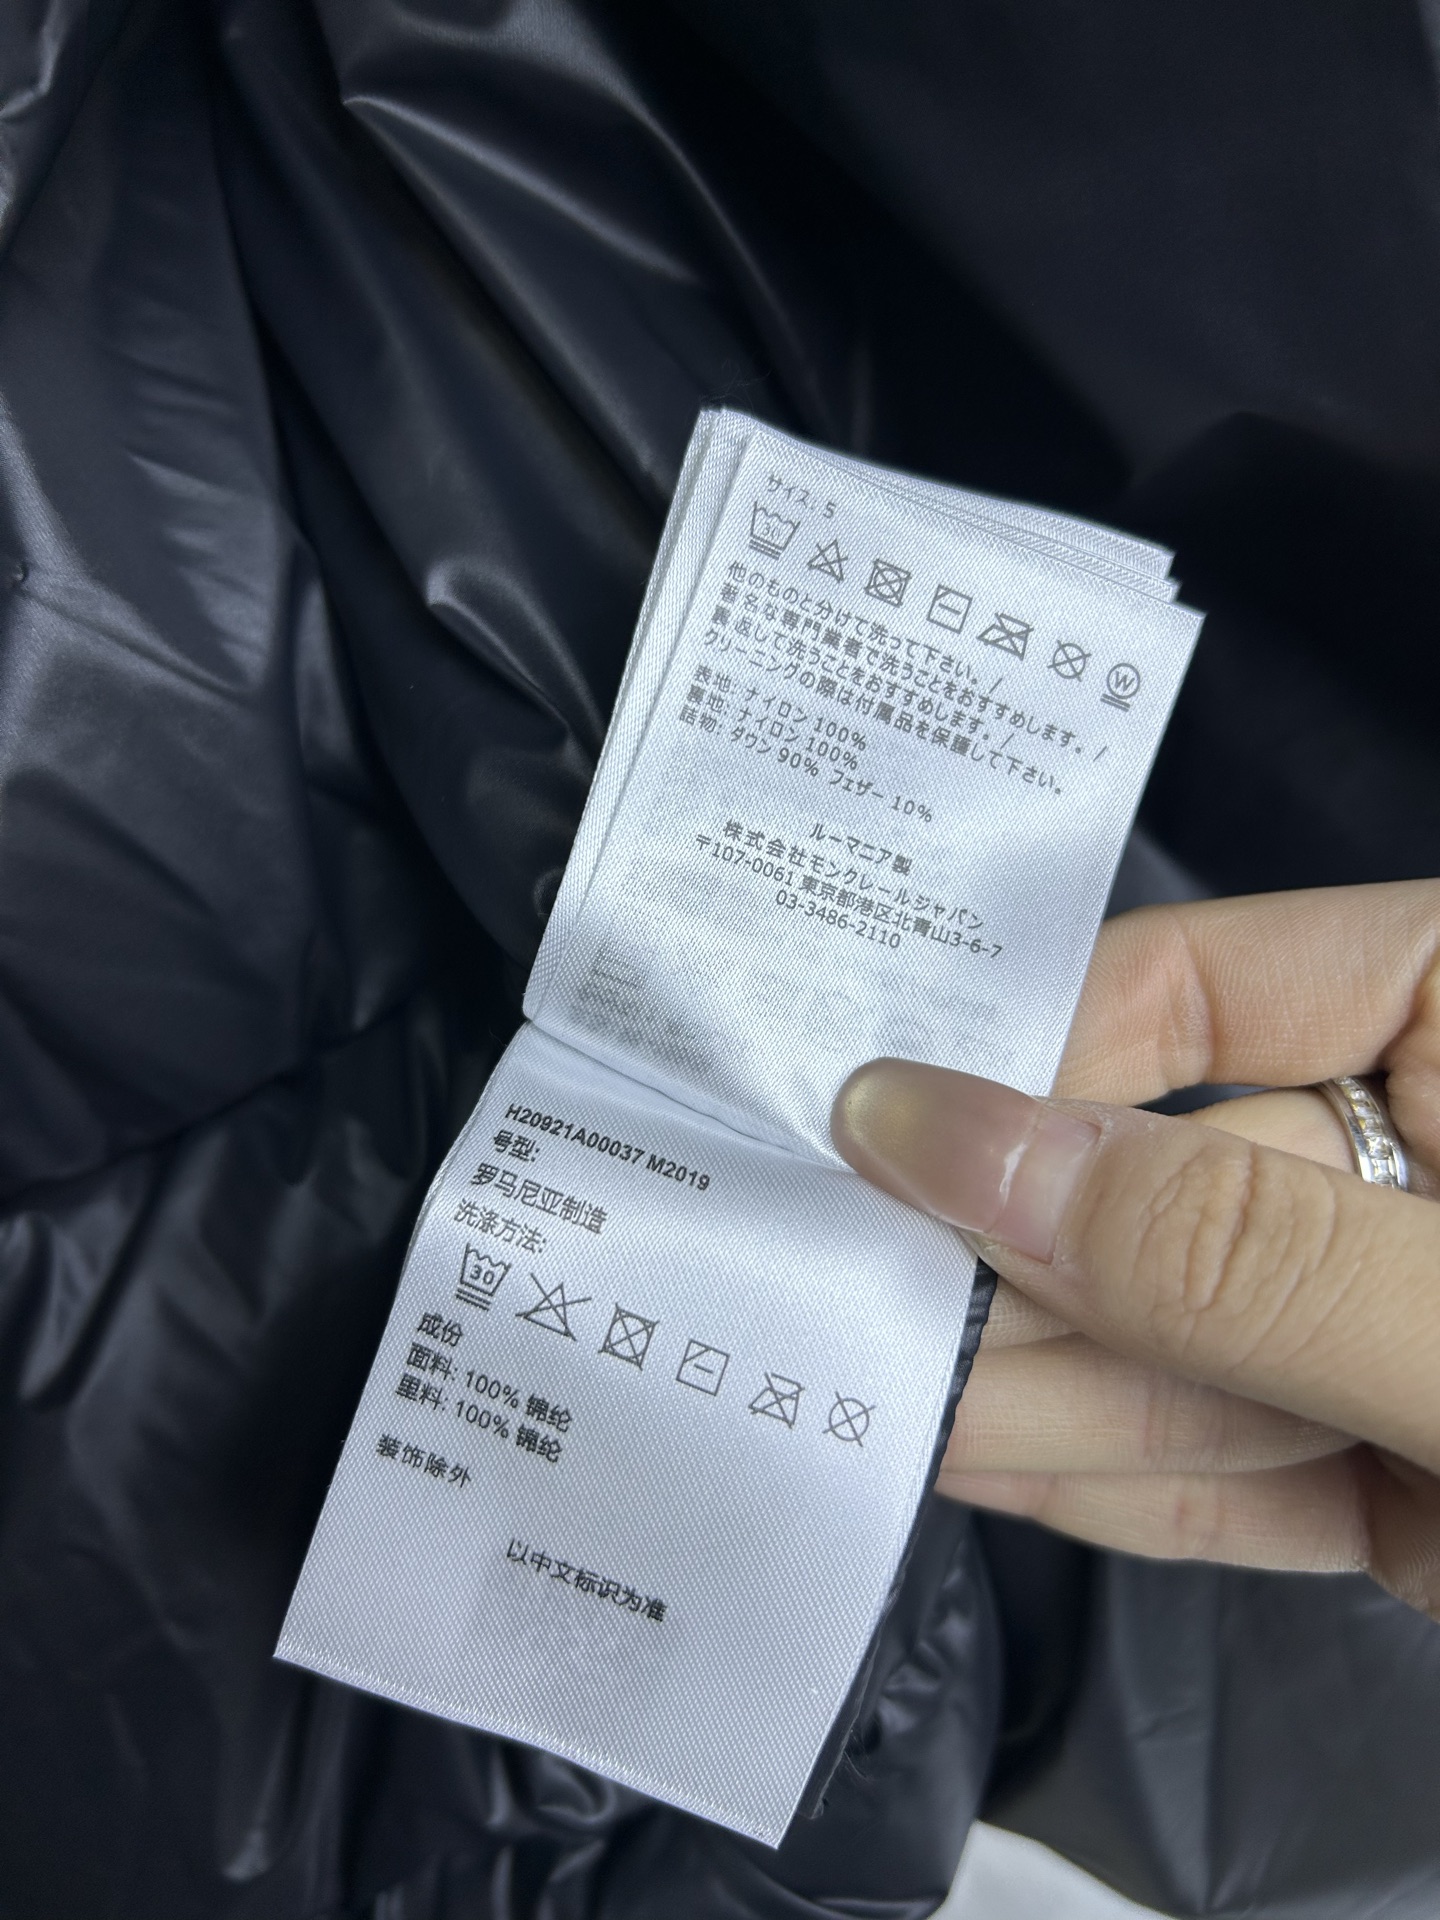 サイズ: 5
30
他のものと分けて洗って下さい。/
著名な専門業者で洗うことをおすすめします。/
裏返して洗うことをおすすめします。/
クリーニングの際は付属品を保護して下さい。
表地: ナイロン 100%
裏地: ナイロン 100%
詰物: ダウン 90% フェザー 10%
ルーマニア製
株式会社モンクレールジャパン
〒107-0061 東京都港区北青山3-6-7
03-3486-2110
W
H20921A00037 M2019
号型:
罗马尼亚制造
洗涤方法:
30
成份
面料: 100% 锦纶
里料: 100% 锦纶
装饰除外
以中文标识为准